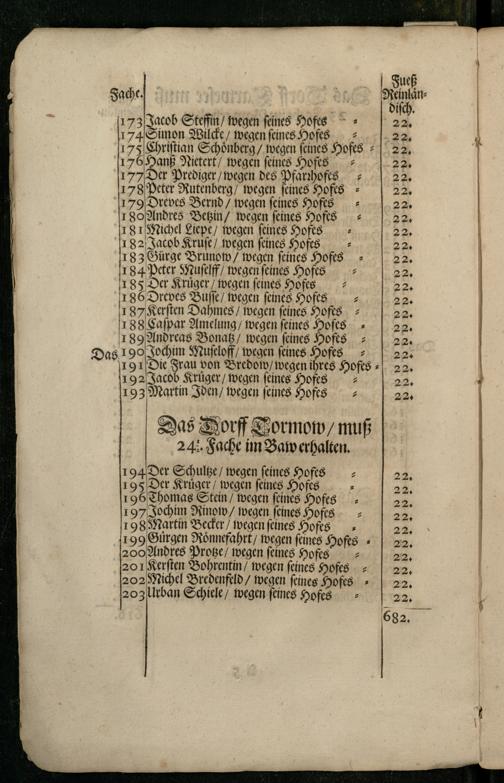 Fache.
Fueß
Reinlän-
disch.
173 Jacob Steffin/ wegen seines Hofes = 22.
174 Simon Wilcke/ wegen seines Hofes = 22.
175 Christian Schönberg/ wegen seines Hofes = 22.
176 Hanß Nietert/ wegen seines Hofes = 22.
177 Der Prediger/ wegen des Pfarrhofes = 22.
178 Peter Rutenberg/ wegen seines Hofes = 22.
179 Dreves Bernd/ wegen seines Hofes = 22.
180 Andres Betzin/ wegen seines Hofes = 22.
181 Michel Liepe/ wegen seines Hofes = 22.
182 Jacob Kruse/ wegen seines Hofes = 22.
183 Gürge Brunow/ wegen seines Hofes = 22.
184 Peter Muselff/ wegen seines Hofes = 22.
185 Der Krüger/ wegen seines Hofes = 22.
186 Drewes Busse/ wegen seines Hofes = 22.
187 Kersten Dahmes/ wegen seines Hofes = 22.
188 Caspar Amelung/ wegen seines Hofes = 22.
189 Andreas Bonatz/ wegen seines Hofes = 22.
Das 190 Jochim Museloff/ wegen seines Hofes = 22.
191 Die Frau von Bredow/ wegen ihres Hofes = 22.
192 Jacob Krüger/ wegen seines Hofes = 22.
193 Martin Iden/ wegen seines Hofes = 22.
Das Dorff Tormow/ muß
Fache im Baw erhalten.
194 Der Schultze/ wegen seines Hofes = 22.
195 Der Krüger/ wegen seines Hofes = 22.
196 Thomas Stein/ wegen seines Hofes = 22.
197 Jochim Rinow/ wegen seines Hofes = 22.
198 Martin Becker/ wegen seines Hofes = 22.
199 Gürgen Rönnefahrt/ wegen seines Hofes = 22.
200 Andres Protze/ wegen seines Hofes = 22.
201 Kersten Bohrentin/ wegen seines Hofes = 22.
202 Michel Bredenfeld/ wegen seines Hofes = 22.
203 Urban Schiele/ wegen seines Hofes = 22.
682.